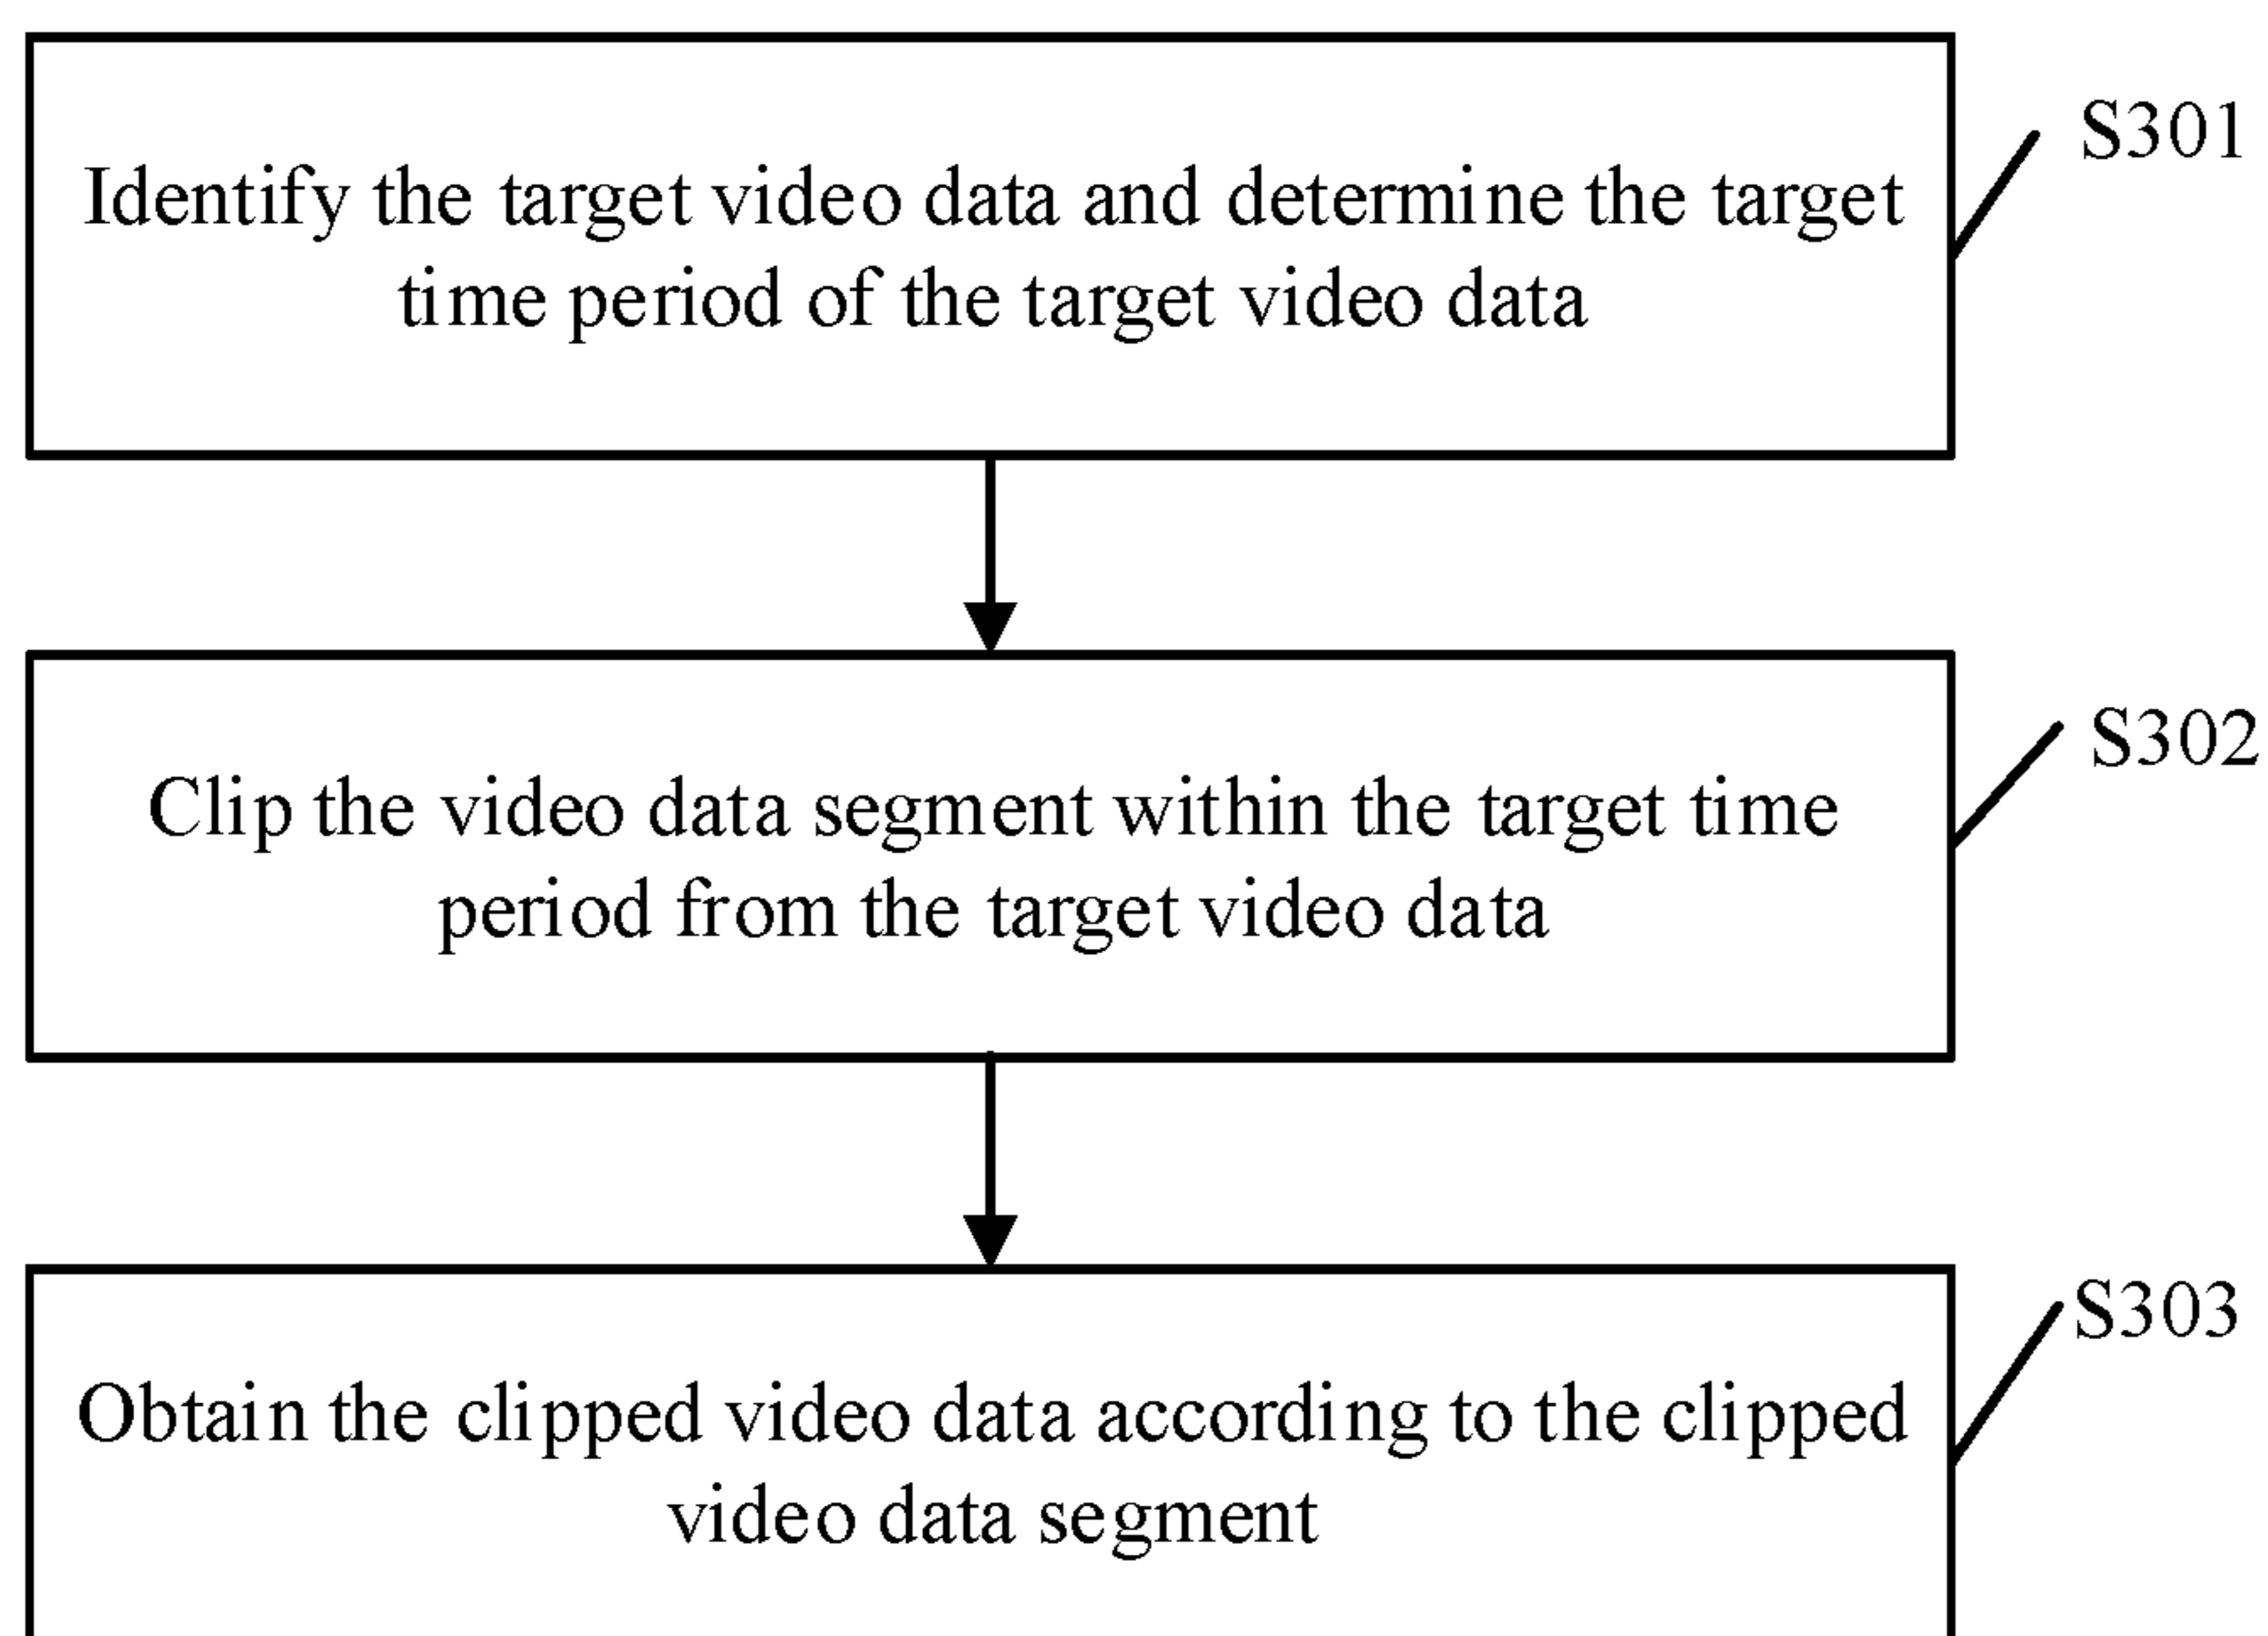 S301
Identify the target video data and determine the target
time period of the target video data
S302
Clip the video data segment within the target time
period from the target video data
S303
Obtain the clipped video data according to the clipped
video data segment